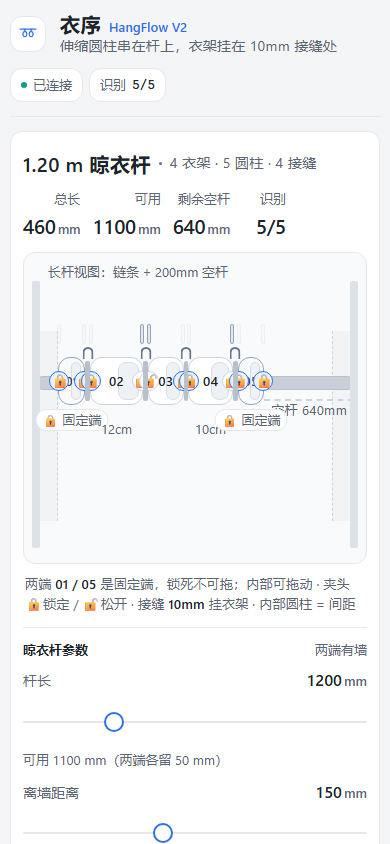 衣序 HangFlow V2
伸缩圆柱串在杆上，衣架挂在 10mm 接缝处
已连接 识别 5/5
1.20 m 晾衣杆 · 4 衣架 · 5 圆柱 · 4 接缝
总长 可用 剩余空杆 识别
460mm 1100mm 640mm 5/5
长杆视图：链条 + 200mm 空杆
02 03 04
空杆 640mm
🔒 固定端 🔒 固定端
12cm 10cm
两端 01 / 05 是固定端，锁死不可拖；内部可拖动 · 夹头
🔒 锁定 / 🔓 松开 · 接缝 10mm 挂衣架 · 内部圆柱 = 间距
晾衣杆参数 两端有墙
杆长 1200mm
可用 1100 mm（两端各留 50 mm）
离墙距离 150mm